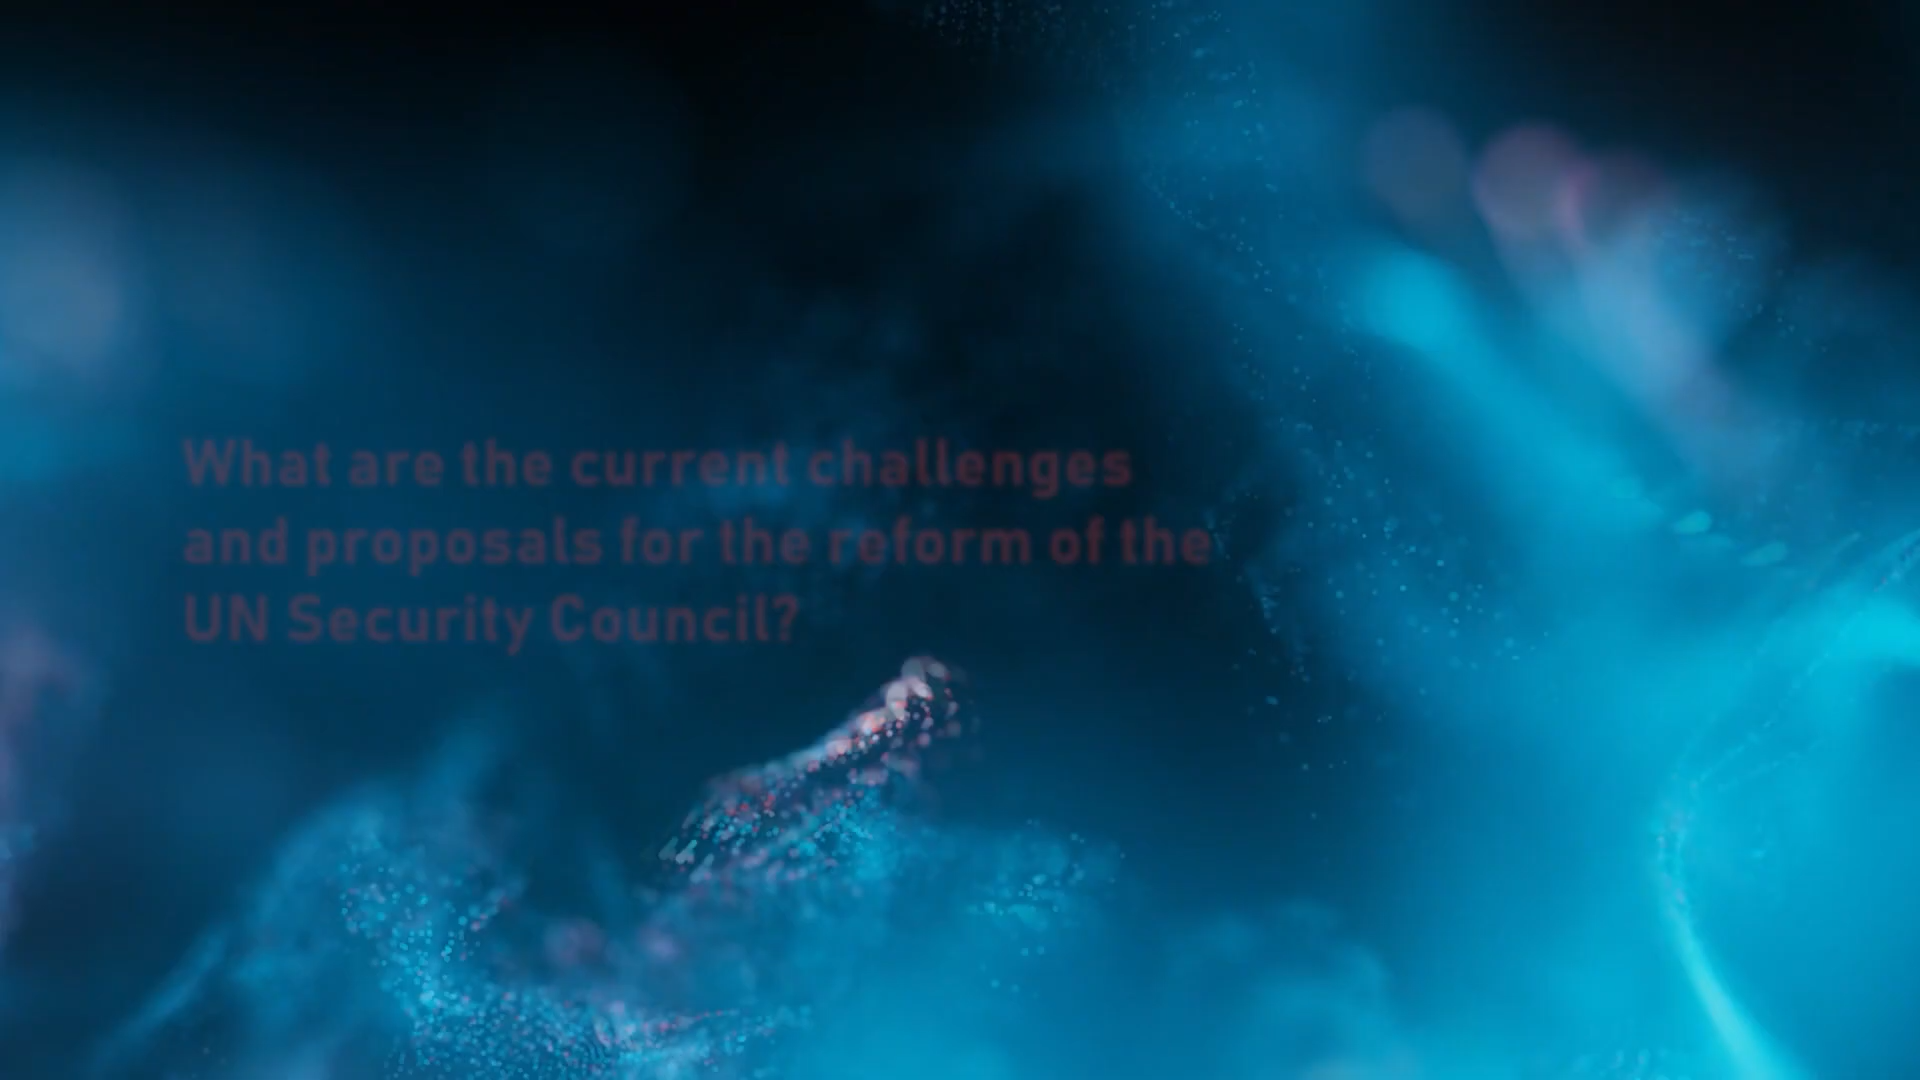 What are the current challenges
and proposals for the reform of the
UN Security Council?